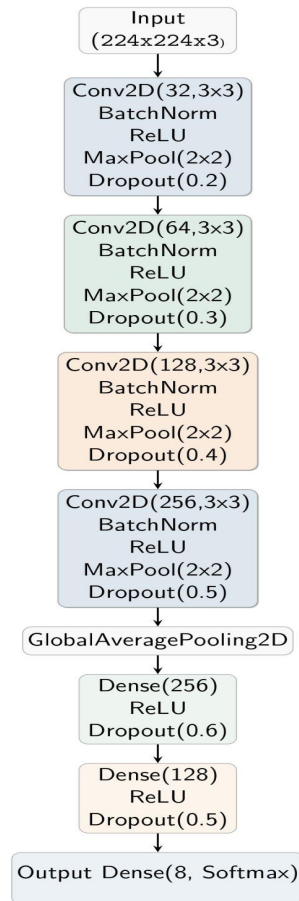 Input
(224x224x3)
Conv2D(32,3×3)
BatchNorm
ReLU
MaxPool(2×2)
Dropout(0.2)
Conv2D(64,3×3)
BatchNorm
ReLU
MaxPool(2×2)
Dropout(0.3)
Conv2D(128,3×3)
BatchNorm
ReLU
MaxPool(2×2)
Dropout(0.4)
Conv2D(256,3×3)
BatchNorm
ReLU
MaxPool(2×2)
Dropout(0.5)
GlobalAveragePooling2D
Dense(256)
ReLU
Dropout(0.6)
Dense(128)
ReLU
Dropout(0.5)
Output Dense(8, Softmax)